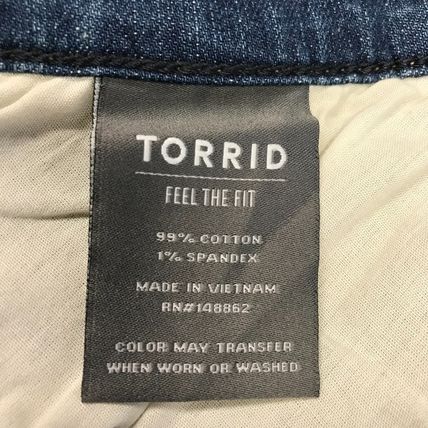 TORRID
FEEL THE FIT
99% COTTON
1% SPANDEX
MADE IN VIETNAM
RN#148862
COLOR MAY TRANSFER
WHEN WORN OR WASHED